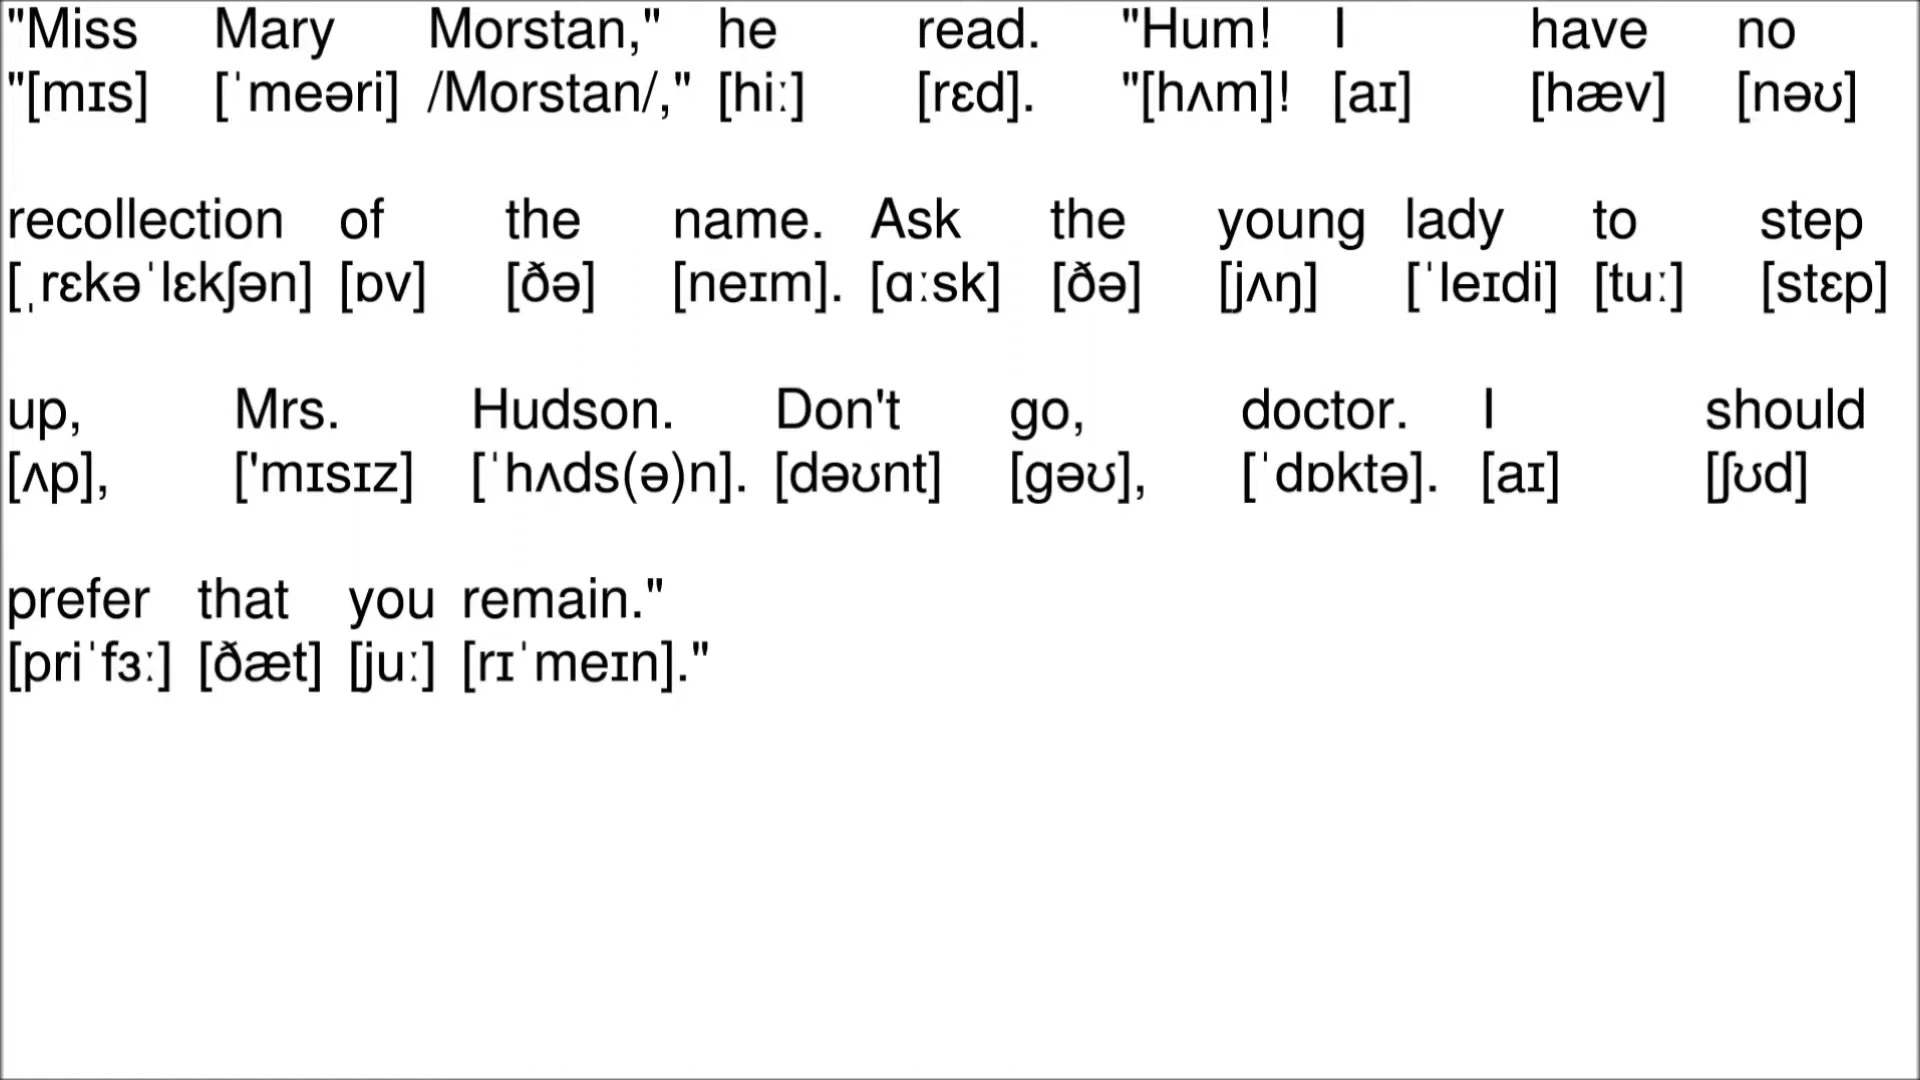 "Miss Mary Morstan," he read. "Hum! I have no
"[mɪs] [ˈmeəri] /Morstan/," [hiː] [rɛd]. "[hʌm]! [aɪ] [hæv] [nəʊ]
recollection of the name. Ask the young lady to step
[ˌrɛkəˈlɛkʃən] [ɒv] [ðə] [neɪm]. [ɑːsk] [ðə] [jʌŋ] [ˈleɪdi] [tuː] [stɛp]
up, Mrs. Hudson. Don't go, doctor. I should
[ʌp], ['mɪsɪz] [ˈhʌds(ə)n]. [dəʊnt] [gəʊ], [ˈdɒktə]. [aɪ] [ʃʊd]
prefer that you remain."
[priˈfɜː] [ðæt] [juː] [rɪˈmeɪn]."